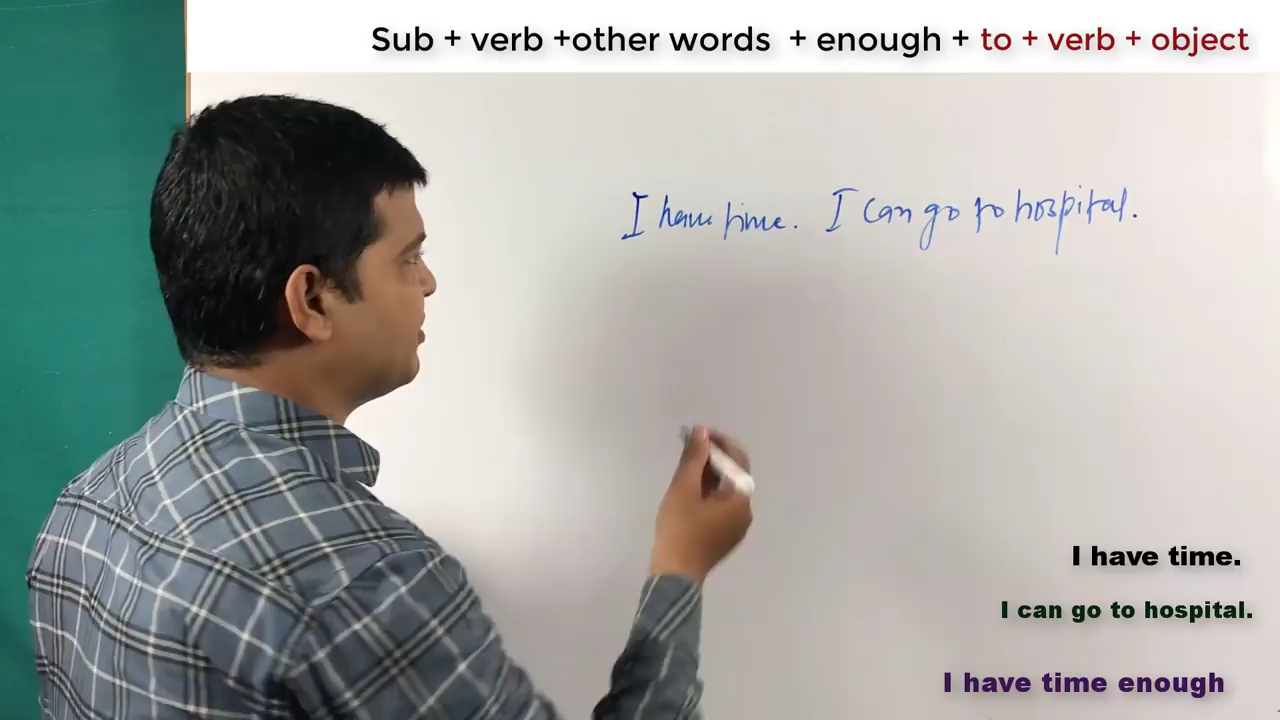 Sub + verb +other words + enough + to + verb + object
I have time. I can go to hospital.
I have time.
I can go to hospital.
I have time enough